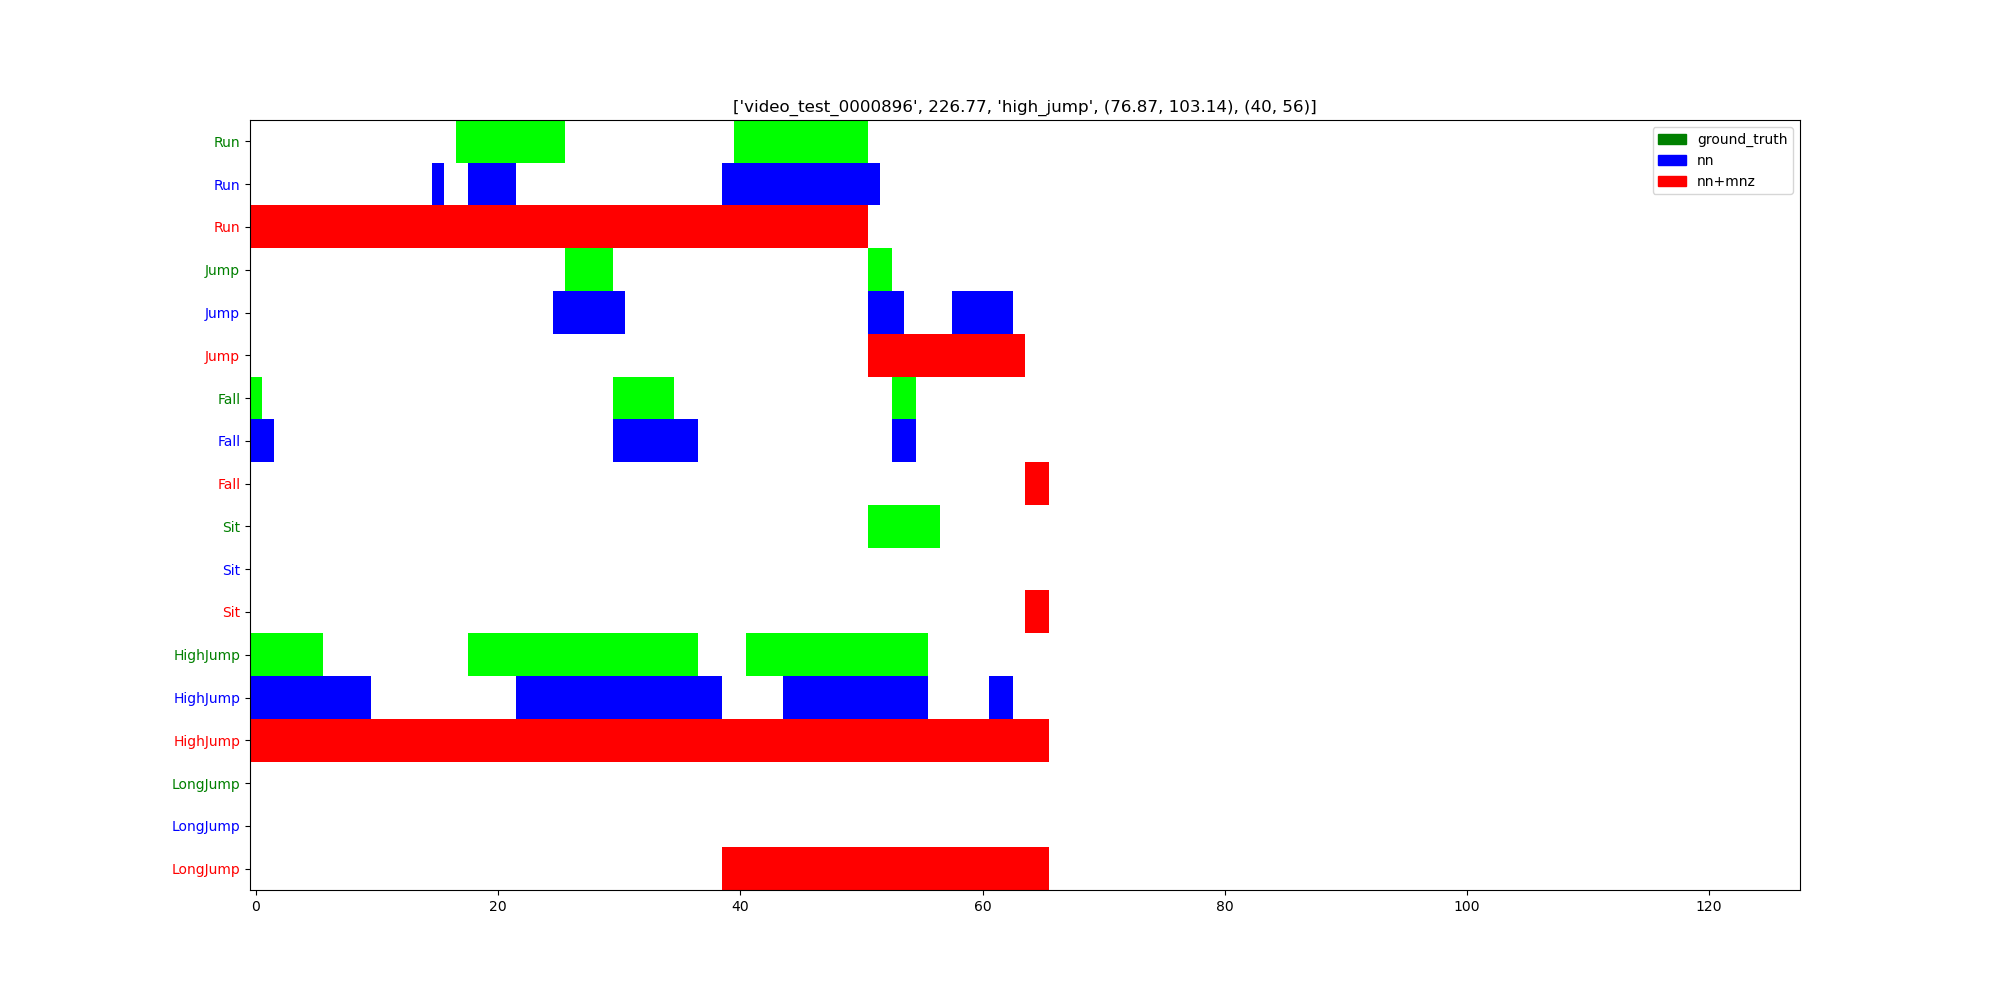 ['video_test_0000896', 226.77, 'high_jump', (76.87, 103.14), (40, 56)]
ground_truth
nn
nn+mnz
Run
Run
Run
Jump
Jump
Jump
Fall
Fall
Fall
Sit
Sit
Sit
HighJump
HighJump
HighJump
LongJump
LongJump
LongJump
0 20 40 60 80 100 120